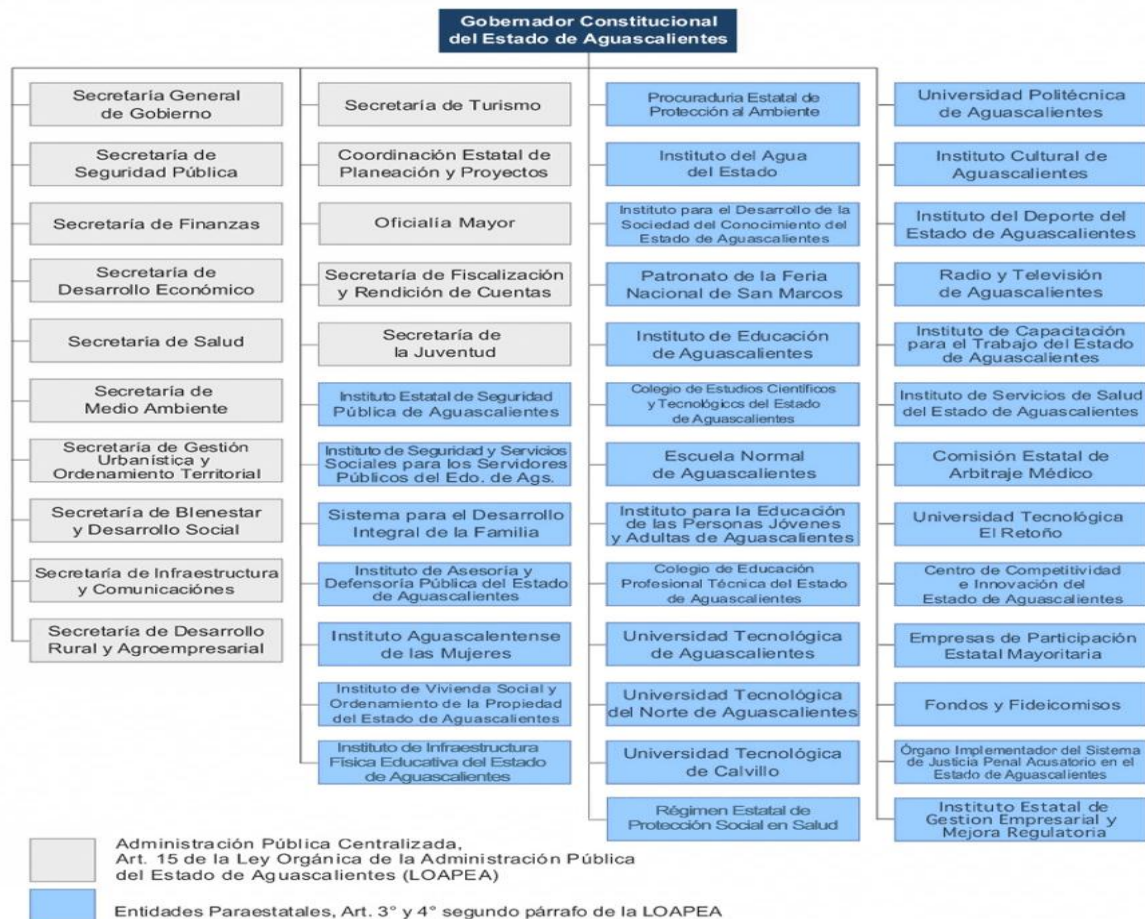 Gobernador Constitucional
del Estado de Aguascalientes
Secretaría General
de Gobierno
Secretaría de
Seguridad Pública
Secretaría de Finanzas
Secretaría de
Desarrollo Económico
Secretaría de Salud
Secretaría de
Medio Ambiente
Secretaría de Gestión
Urbanística y
Ordenamiento Territorial
Secretaría de BIenestar
y Desarrollo Social
Secretaría de Infraestructura
y Comunicaciónes
Secretaría de Desarrollo
Rural y Agroempresarial
Secretaría de Turismo
Coordinación Estatal de
Planeación y Proyectos
Oficialía Mayor
Secretaría de Fiscalización
y Rendición de Cuentas
Secretaría de
la Juventud
Instituto Estatal de Seguridad
Pública de Aguascalientes
Instituto de Seguridad y Servicios
Sociales para los Servidores
Públicos del Edo. de Ags.
Sistema para el Desarrollo
Integral de la Familia
Instituto de Asesoría y
Defensoría Pública del Estado
de Aguascalientes
Instituto Aguascalentense
de las Mujeres
Instituto de Vivienda Social y
Ordenamiento de la Propiedad
del Estado de Aguascalientes
Instituto de Infraestructura
Física Educativa del Estado
de Aguascalientes
Procuraduría Estatal de
Protección al Ambiente
Instituto del Agua
del Estado
Instituto para el Desarrollo de la
Sociedad del Conocimiento del
Estado de Aguascalientes
Patronato de la Feria
Nacional de San Marcos
Instituto de Educación
de Aguascalientes
Colegio de Estudios Científicos
y Tecnológicos del Estado
de Aguascalientes
Escuela Normal
de Aguascalientes
Instituto para la Educación
de las Personas Jóvenes
y Adultas de Aguascalientes
Colegio de Educación
Profesional Técnica del Estado
de Aguascalientes
Universidad Tecnológica
de Aguascalientes
Universidad Tecnológica
del Norte de Aguascalientes
Universidad Tecnológica
de Calvillo
Régimen Estatal de
Protección Social en Salud
Universidad Politécnica
de Aguascalientes
Instituto Cultural de
Aguascalientes
Instituto del Deporte del
Estado de Aguascalientes
Radio y Televisión
de Aguascalientes
Instituto de Capacitación
para el Trabajo del Estado
de Aguascalientes
Instituto de Servicios de Salud
del Estado de Aguascalientes
Comisión Estatal de
Arbitraje Médico
Universidad Tecnológica
El Retoño
Centro de Competitividad
e Innovación del
Estado de Aguascalientes
Empresas de Participación
Estatal Mayoritaria
Fondos y Fideicomisos
Órgano Implementador del Sistema
de Justicia Penal Acusatorio en el
Estado de Aguascalientes
Instituto Estatal de
Gestion Empresarial y
Mejora Regulatoria
Administración Pública Centralizada,
Art. 15 de la Ley Orgánica de la Administración Pública
del Estado de Aguascalientes (LOAPEA)
Entidades Paraestatales, Art. 3° y 4° segundo párrafo de la LOAPEA